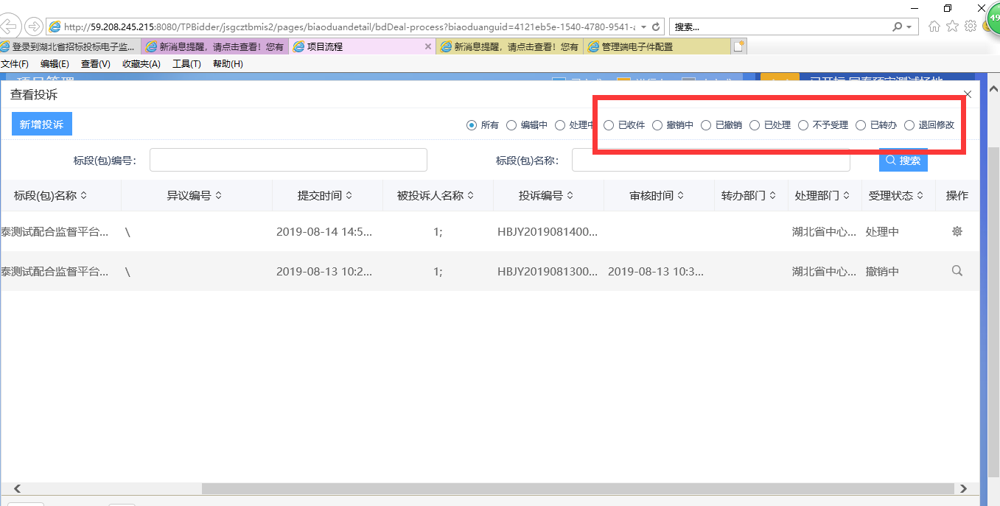 49
http://59.208.245.215:8080/TPBidder/jsgcztbmis2/pages/biaoduandetail/bdDeal-process?biaoduanguid=4121eb5e-1540-4780-9541-
搜索...
登录到湖北省招标投标电子监...
新消息提醒，请点击查看！您有
项目流程
新消息提醒，请点击查看！您有
管理端电子件配置
文件(F) 编辑(E) 查看(V) 收藏夹(A) 工具(T) 帮助(H)
查看投诉
新增投诉
所有 编辑中 处理中 已收件 撤销中 已撤销 已处理 不予受理 已转办 退回修改
标段(包)编号： 标段(包)名称： 搜索
标段(包)名称 异议编号 提交时间 被投诉人名称 投诉编号 审核时间 转办部门 处理部门 受理状态 操作
泰测试配合监督平台... \ 2019-08-14 14:5... 1; HBJY2019081400... 湖北省中心... 处理中
泰测试配合监督平台... \ 2019-08-13 10:2... 1; HBJY2019081300... 2019-08-13 10:3... 湖北省中心... 撤销中